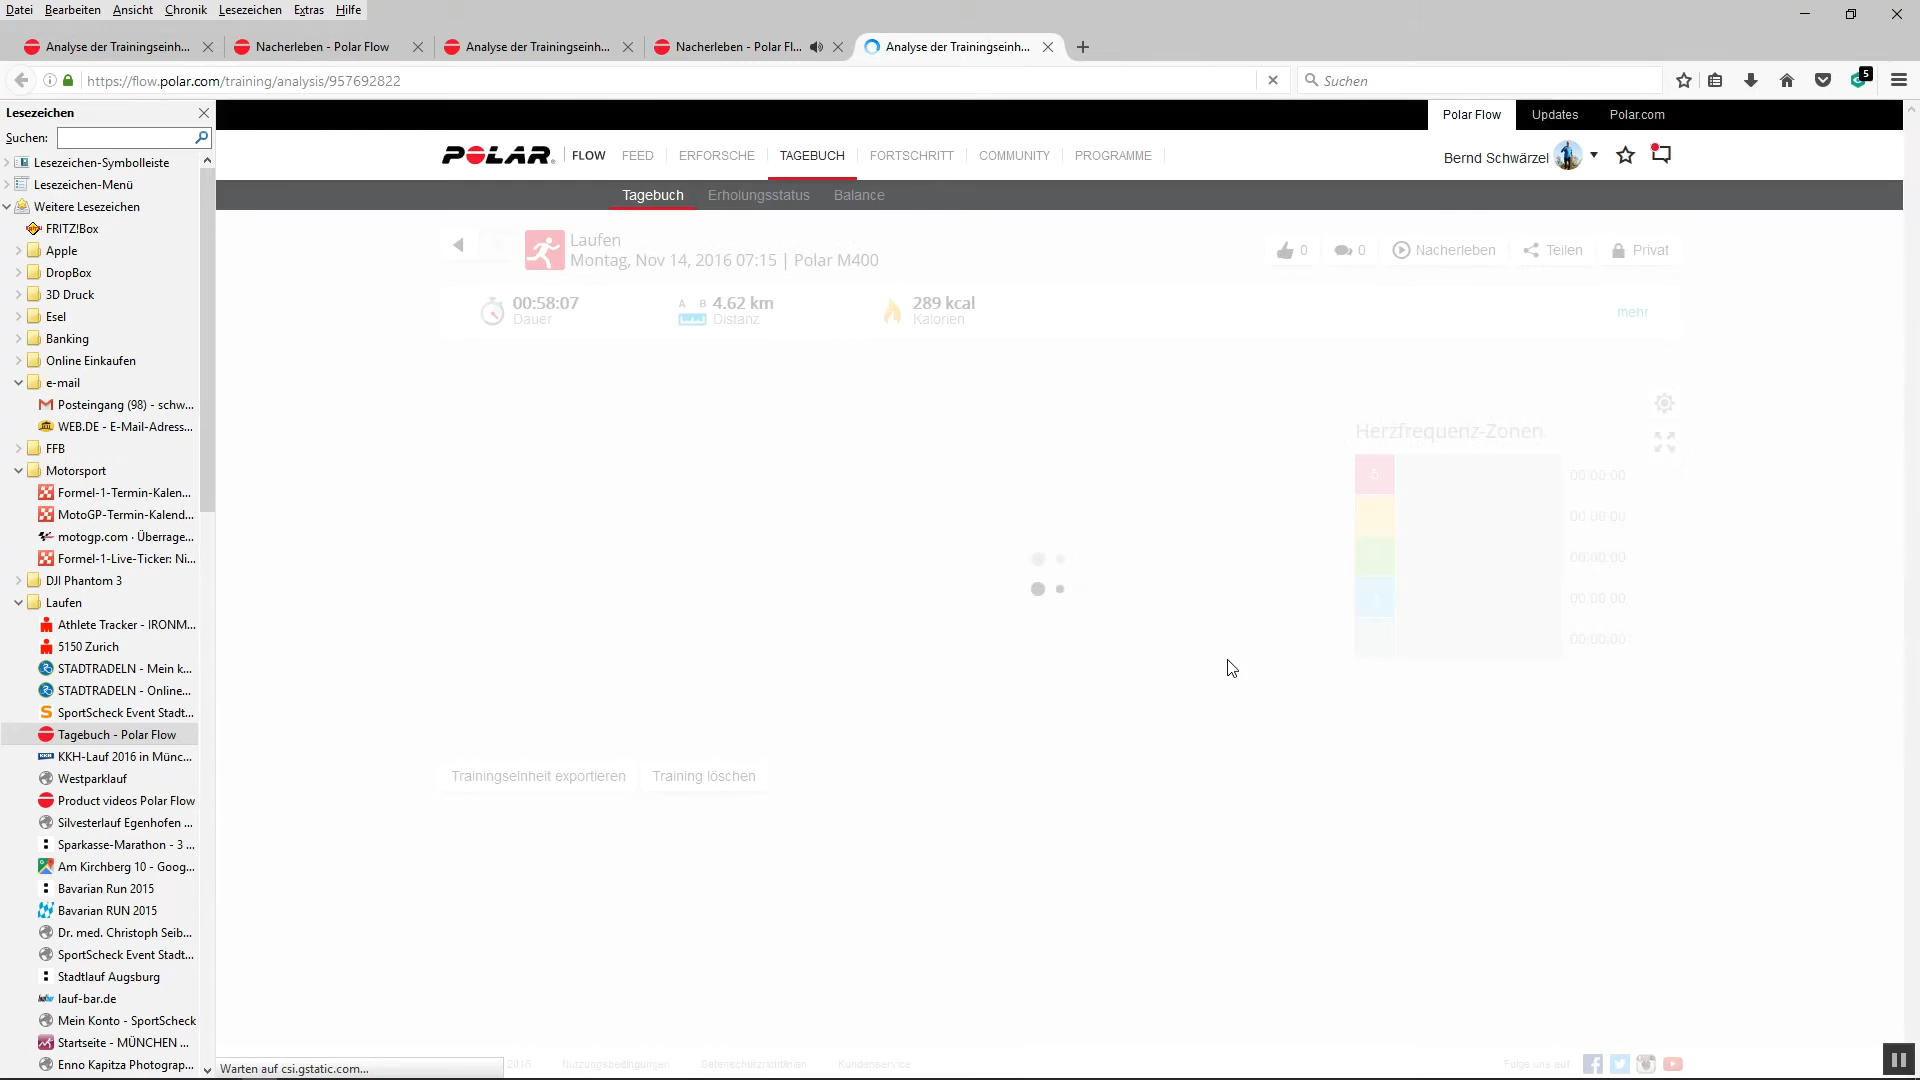 Datei Bearbeiten Ansicht Chronik Lesezeichen Extras Hilfe
Analyse der Trainingseinh...
Nacherleben - Polar Flow
Analyse der Trainingseinh...
Nacherleben - Polar Fl...
Analyse der Trainingseinh...
https://flow.polar.com/training/analysis/957692822
Suchen
5
Lesezeichen
Suchen:
Lesezeichen-Symbolleiste
Lesezeichen-Menü
Weitere Lesezeichen
FRITZ!Box
Apple
DropBox
3D Druck
Esel
Banking
Online Einkaufen
e-mail
Posteingang (98) - schw...
WEB.DE - E-Mail-Adress...
FFB
Motorsport
Formel-1-Termin-Kalen...
MotoGP-Termin-Kalend...
motogp.com · Überrage...
Formel-1-Live-Ticker: Ni...
DJI Phantom 3
Laufen
Athlete Tracker - IRONM...
5150 Zurich
STADTRADELN - Mein k...
STADTRADELN - Online...
SportScheck Event Stadt...
Tagebuch - Polar Flow
KKH-Lauf 2016 in Münc...
Westparklauf
Product videos Polar Flow
Silvesterlauf Egenhofen ...
Sparkasse-Marathon - 3 ...
Am Kirchberg 10 - Goog...
Bavarian Run 2015
Bavarian RUN 2015
Dr. med. Christoph Seib...
SportScheck Event Stadt...
Stadtlauf Augsburg
lauf-bar.de
Mein Konto - SportScheck
Startseite - MÜNCHEN ...
Enno Kapitza Photograp...
Polar Flow Updates Polar.com
POLAR FLOW FEED ERFORSCHE TAGEBUCH FORTSCHRITT COMMUNITY PROGRAMME
Bernd Schwärzel
Tagebuch Erholungsstatus Balance
Laufen
Montag, Nov 14, 2016 07:15 | Polar M400
0 0 Nacherleben Teilen Privat
00:58:07
Dauer
A B 4.62 km
Distanz
289 kcal
Kalorien
mehr
Herzfrequenz-Zonen
5 00:00:00
00:00:00
00:00:00
00:00:00
00:00:00
Trainingseinheit exportieren Training löschen
Warten auf csi.gstatic.com...
2016 Nutzungsbedingungen Datenschutzrichtlinien Kundenservice
Folge uns auf